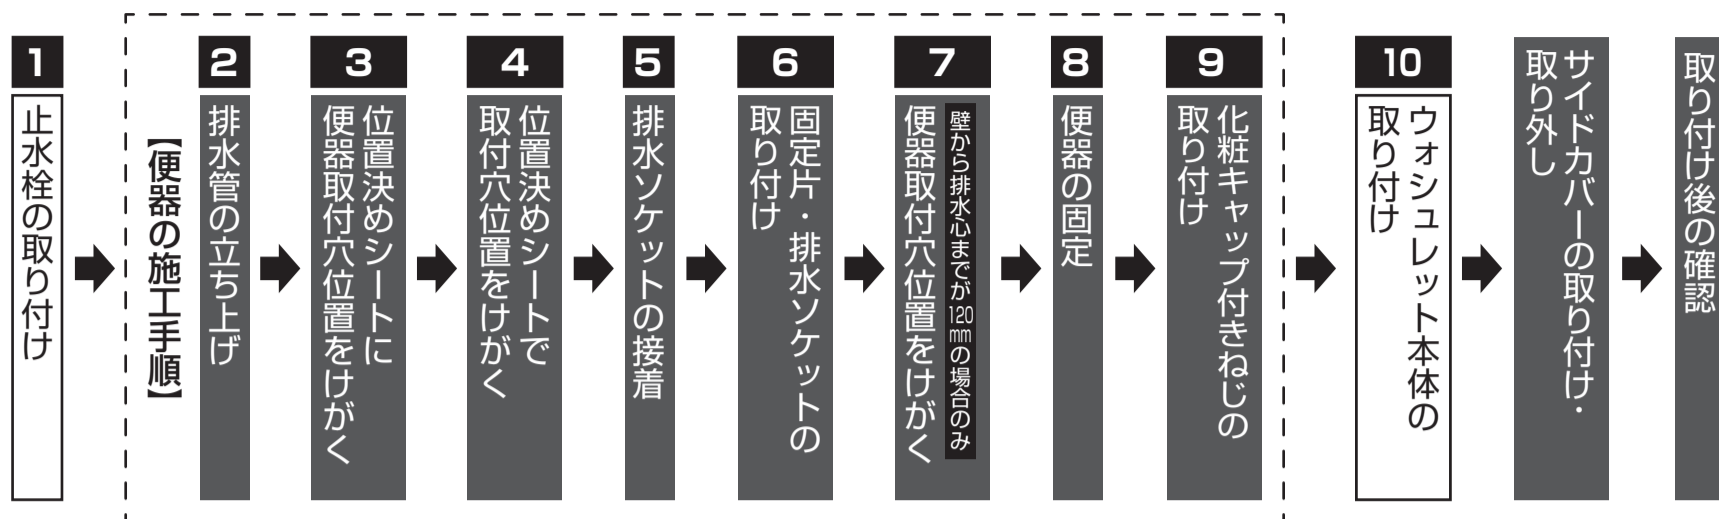 1
止水栓の取り付け
【便器の施工手順】
2
排水管の立ち上げ
3
位置決めシートに
便器取付穴位置をけがく
4
位置決めシートで
取付穴位置をけがく
5
排水ソケットの接着
6
固定片・排水ソケットの
取り付け
7
壁から排水心までが120mmの場合のみ
便器取付穴位置をけがく
8
便器の固定
9
化粧キャップ付きねじの
取り付け
10
ウォシュレット本体の
取り付け
サイドカバーの取り付け・
取り外し
取り付け後の確認